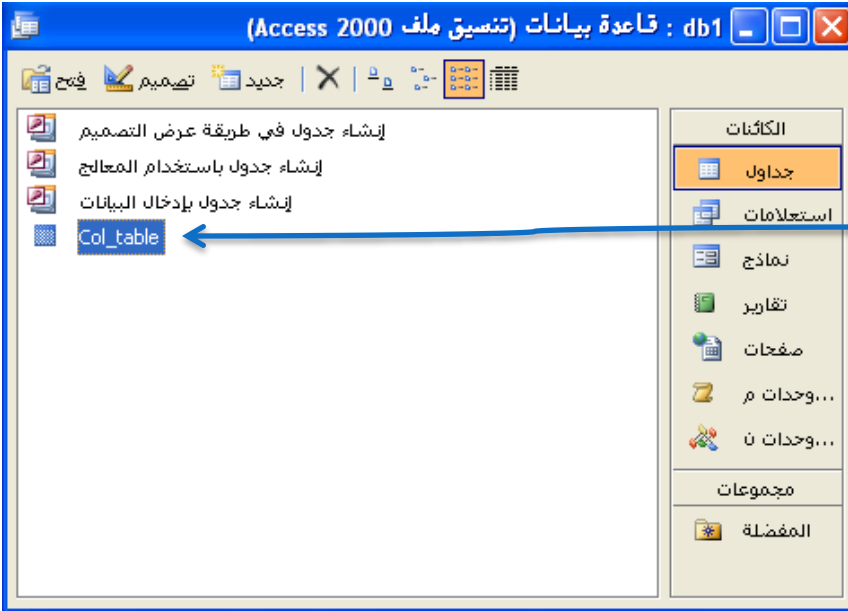 db1 : قاعدة بيانات (تنسيق ملف Access 2000)
فتح تصميم جديد
إنشاء جدول في طريقة عرض التصميم
إنشاء جدول باستخدام المعالج
إنشاء جدول بإدخال البيانات
Col_table
الكائنات
جداول
استعلامات
نماذج
تقارير
صفحات
وحدات م...
وحدات ن...
مجموعات
المفضلة